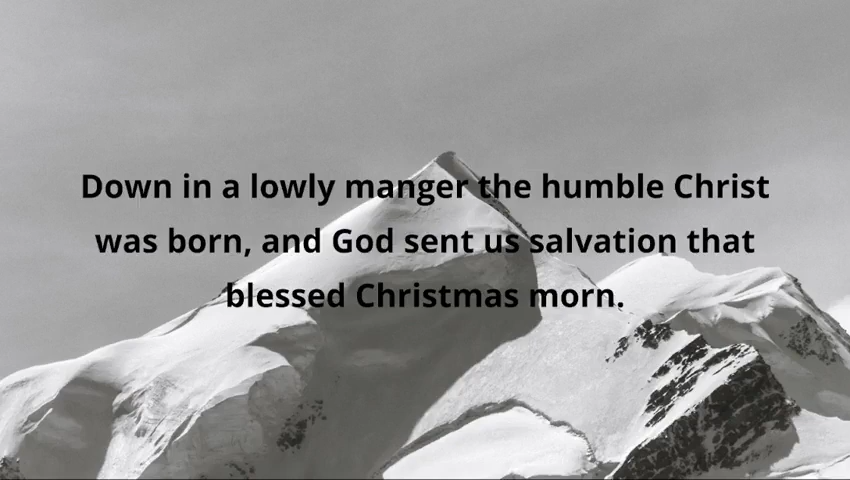 Down in a lowly manger the humble Christ
was born, and God sent us salvation that
blessed Christmas morn.